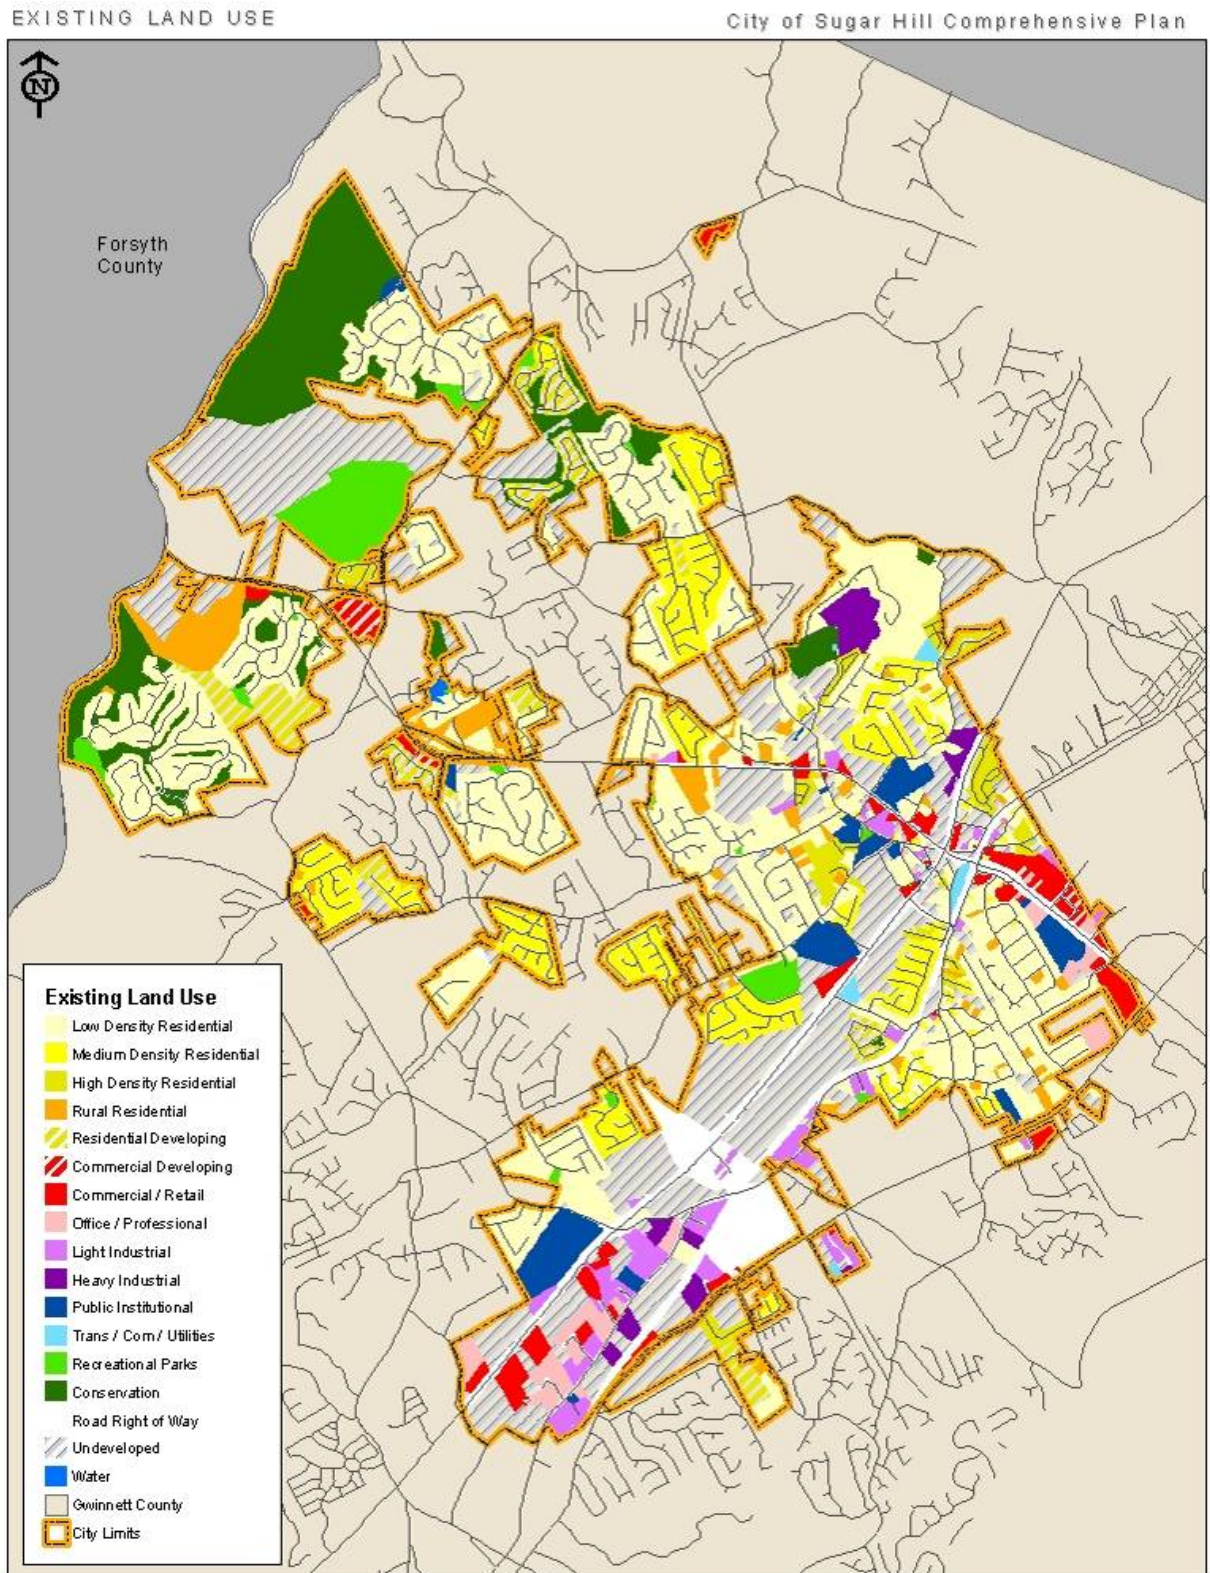 EXISTING LAND USE
City of Sugar Hill Comprehensive Plan
N
Forsyth
County
Existing Land Use
Low Density Residential
Medium Density Residential
High Density Residential
Rural Residential
Residential Developing
Commercial Developing
Commercial / Retail
Office / Professional
Light Industrial
Heavy Industrial
Public Institutional
Trans / Com / Utilities
Recreational Parks
Conservation
Road Right of Way
Undeveloped
Water
Gwinnett County
City Limits